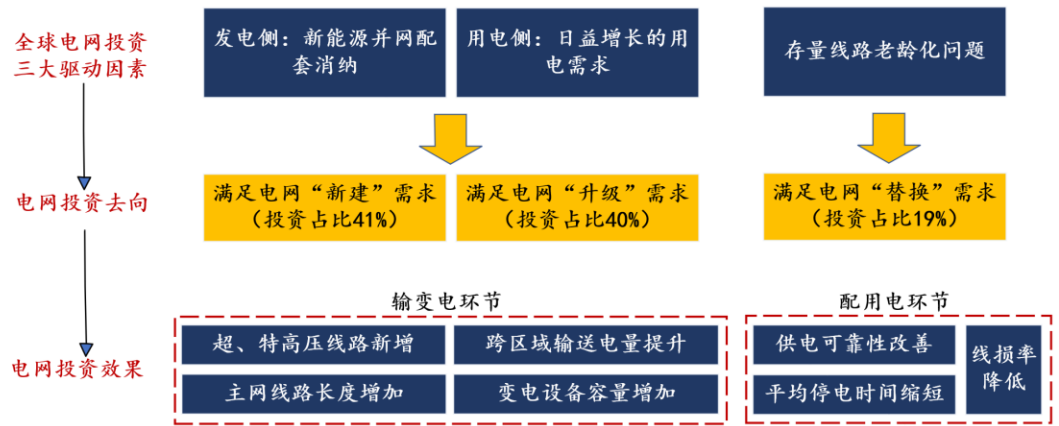 全球电网投资
三大驱动因素
发电侧：新能源并网配
套消纳
用电侧：日益增长的用
电需求
存量线路老龄化问题
电网投资去向
满足电网“新建”需求
（投资占比41%）
满足电网“升级”需求
（投资占比40%）
满足电网“替换”需求
（投资占比19%）
电网投资效果
输变电环节
超、特高压线路新增
跨区域输送电量提升
主网线路长度增加
变电设备容量增加
配用电环节
供电可靠性改善
平均停电时间缩短
线损率
降低